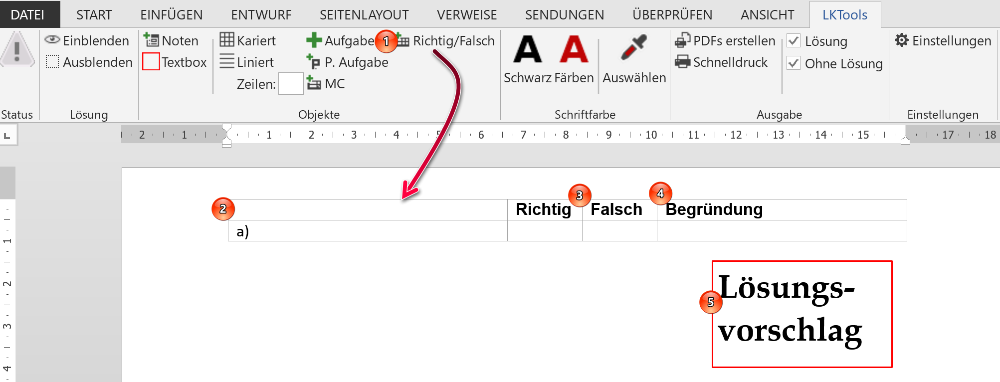 DATEI START EINFÜGEN ENTWURF SEITENLAYOUT VERWEISE SENDUNGEN ÜBERPRÜFEN ANSICHT LKTools
Einblenden Noten Kariert Aufgabe 1 Richtig/Falsch PDFs erstellen Lösung Einstellungen
Ausblenden Textbox Liniert P. Aufgabe Schnelldruck Ohne Lösung
Zeilen: MC Schwarz Färben Auswählen
Status Lösung Objekte Schriftfarbe Ausgabe Einstellungen
2 1 1 2 3 4 5 6 7 8 9 10 11 12 13 14 15 17 18
2 Richtig 3 Falsch 4 Begründung
a)
1
2
3
4
5 Lösungs-
vorschlag